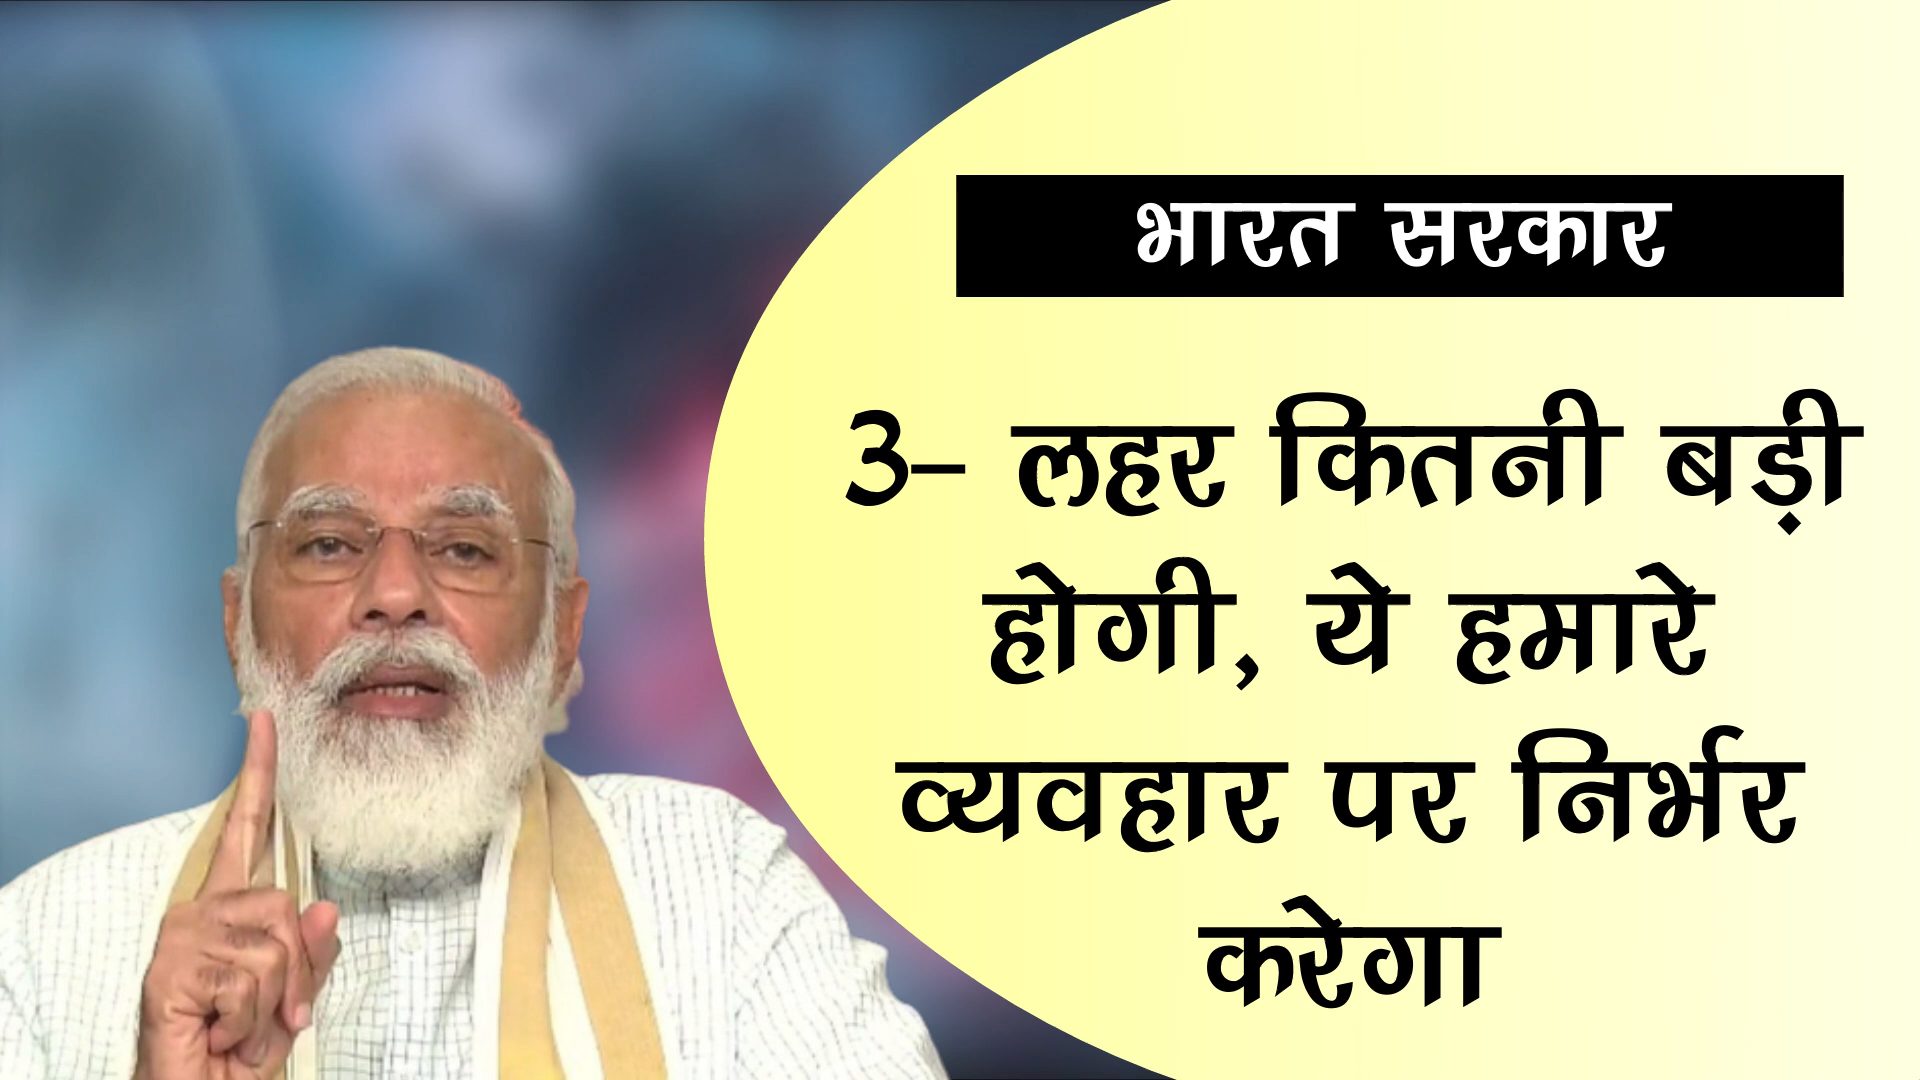 भारत सरकार
3– लहर कितनी बड़ी
होगी, ये हमारे
व्यवहार पर निर्भर
करेगा